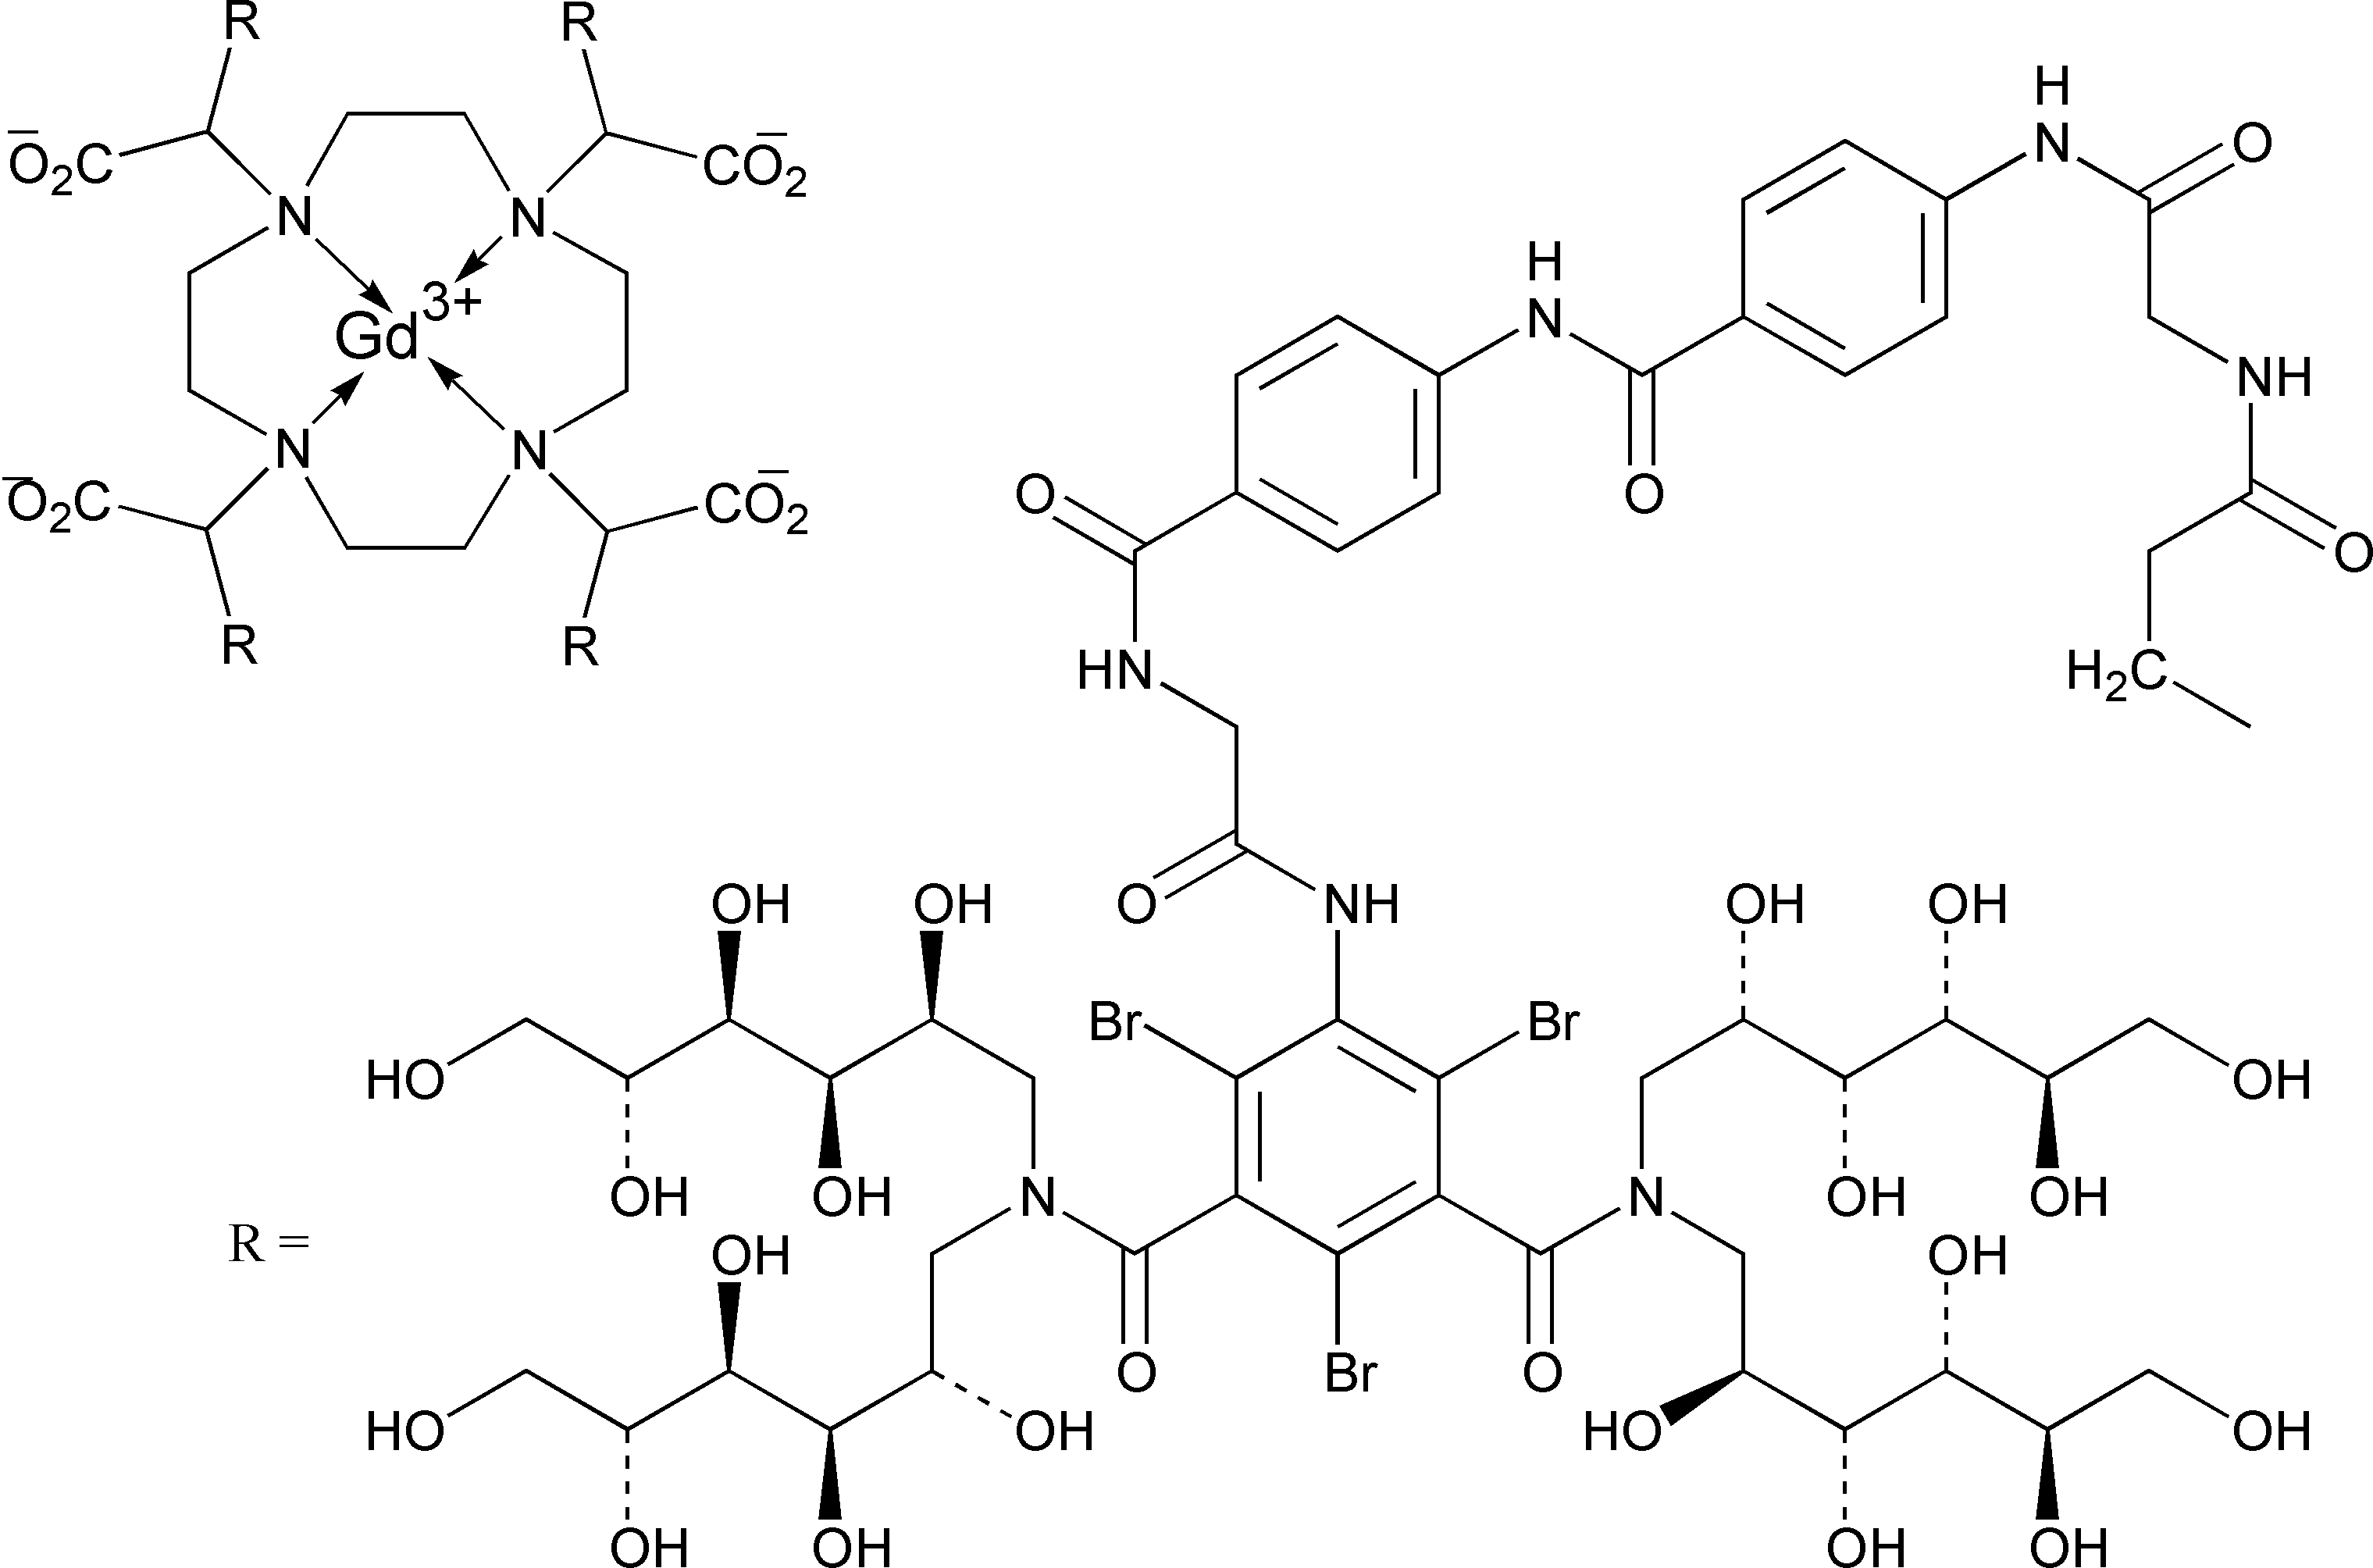 R R
⁻O₂C CO₂⁻
N N
Gd³⁺
N N
⁻O₂C CO₂⁻
R R
H
N O
H
N
NH
O O
O
HN
H₂C
O NH
OH OH OH OH
Br Br
HO OH
OH OH N N OH OH
R =
OH OH
O Br O
HO OH HO OH
OH OH OH OH